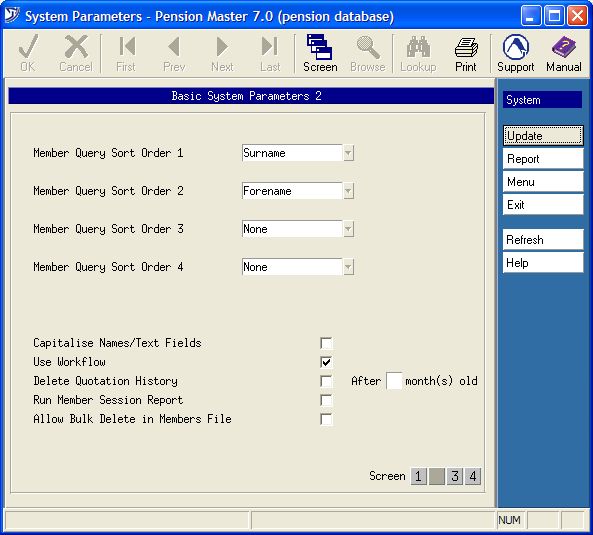 System Parameters - Pension Master 7.0 (pension database)
OK Cancel First Prev Next Last Screen Browse Lookup Print Support Manual
Basic System Parameters 2
System
Member Query Sort Order 1 Surname
Update
Report
Member Query Sort Order 2 Forename
Menu
Exit
Member Query Sort Order 3 None
Refresh
Member Query Sort Order 4 None
Help
Capitalise Names/Text Fields
Use Workflow
Delete Quotation History After month(s) old
Run Member Session Report
Allow Bulk Delete in Members File
Screen 1 3 4
NUM